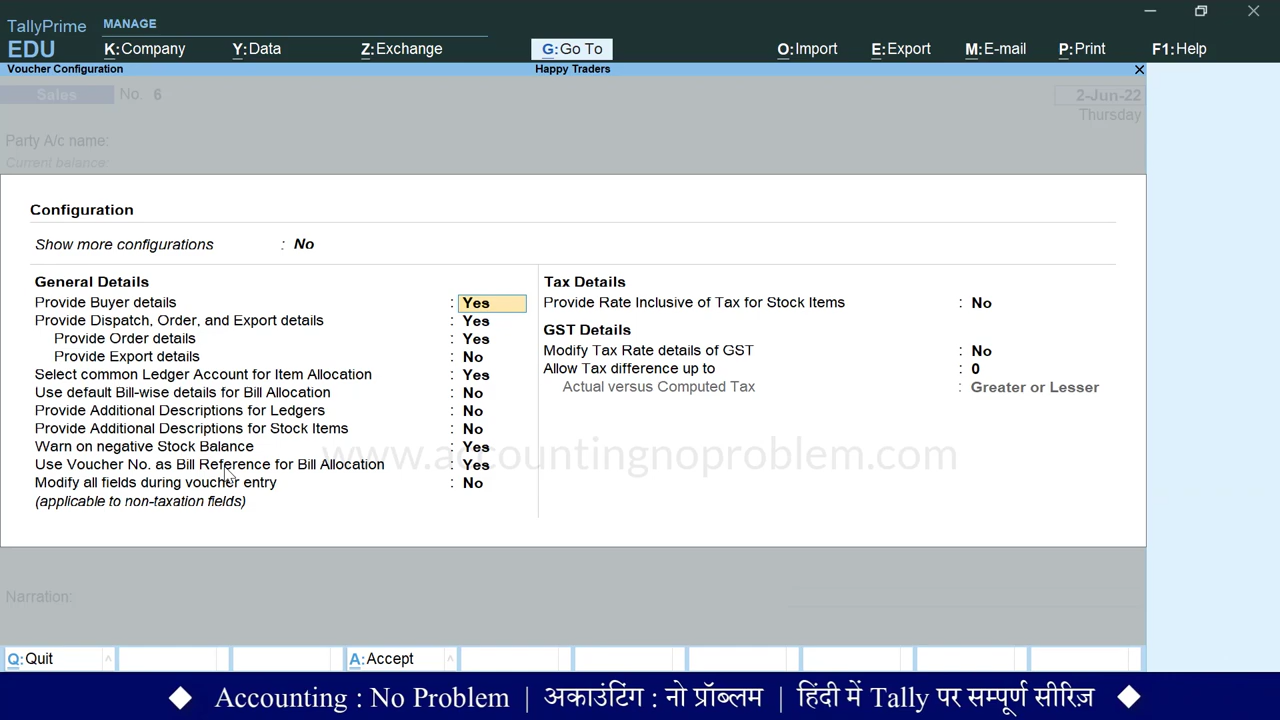 TallyPrime
EDU
MANAGE
K:Company Y:Data Z:Exchange G:Go To O:Import E:Export M:E-mail P:Print F1:Help
Voucher Configuration Happy Traders
Sales No. 6 2-Jun-22
Thursday
Party A/c name:
Current balance:
Configuration
Show more configurations : No
General Details
Provide Buyer details : Yes
Provide Dispatch, Order, and Export details : Yes
Provide Order details : Yes
Provide Export details : No
Select common Ledger Account for Item Allocation : Yes
Use default Bill-wise details for Bill Allocation : No
Provide Additional Descriptions for Ledgers : No
Provide Additional Descriptions for Stock Items : No
Warn on negative Stock Balance : Yes
Use Voucher No. as Bill Reference for Bill Allocation : Yes
Modify all fields during voucher entry : No
(applicable to non-taxation fields)
Tax Details
Provide Rate Inclusive of Tax for Stock Items : No
GST Details
Modify Tax Rate details of GST : No
Allow Tax difference up to : 0
Actual versus Computed Tax : Greater or Lesser
www.accountingnoproblem.com
Narration:
Q:Quit A:Accept
Accounting : No Problem | अकाउंटिंग : नो प्रॉब्लम | हिंदी में Tally पर सम्पूर्ण सीरिज़